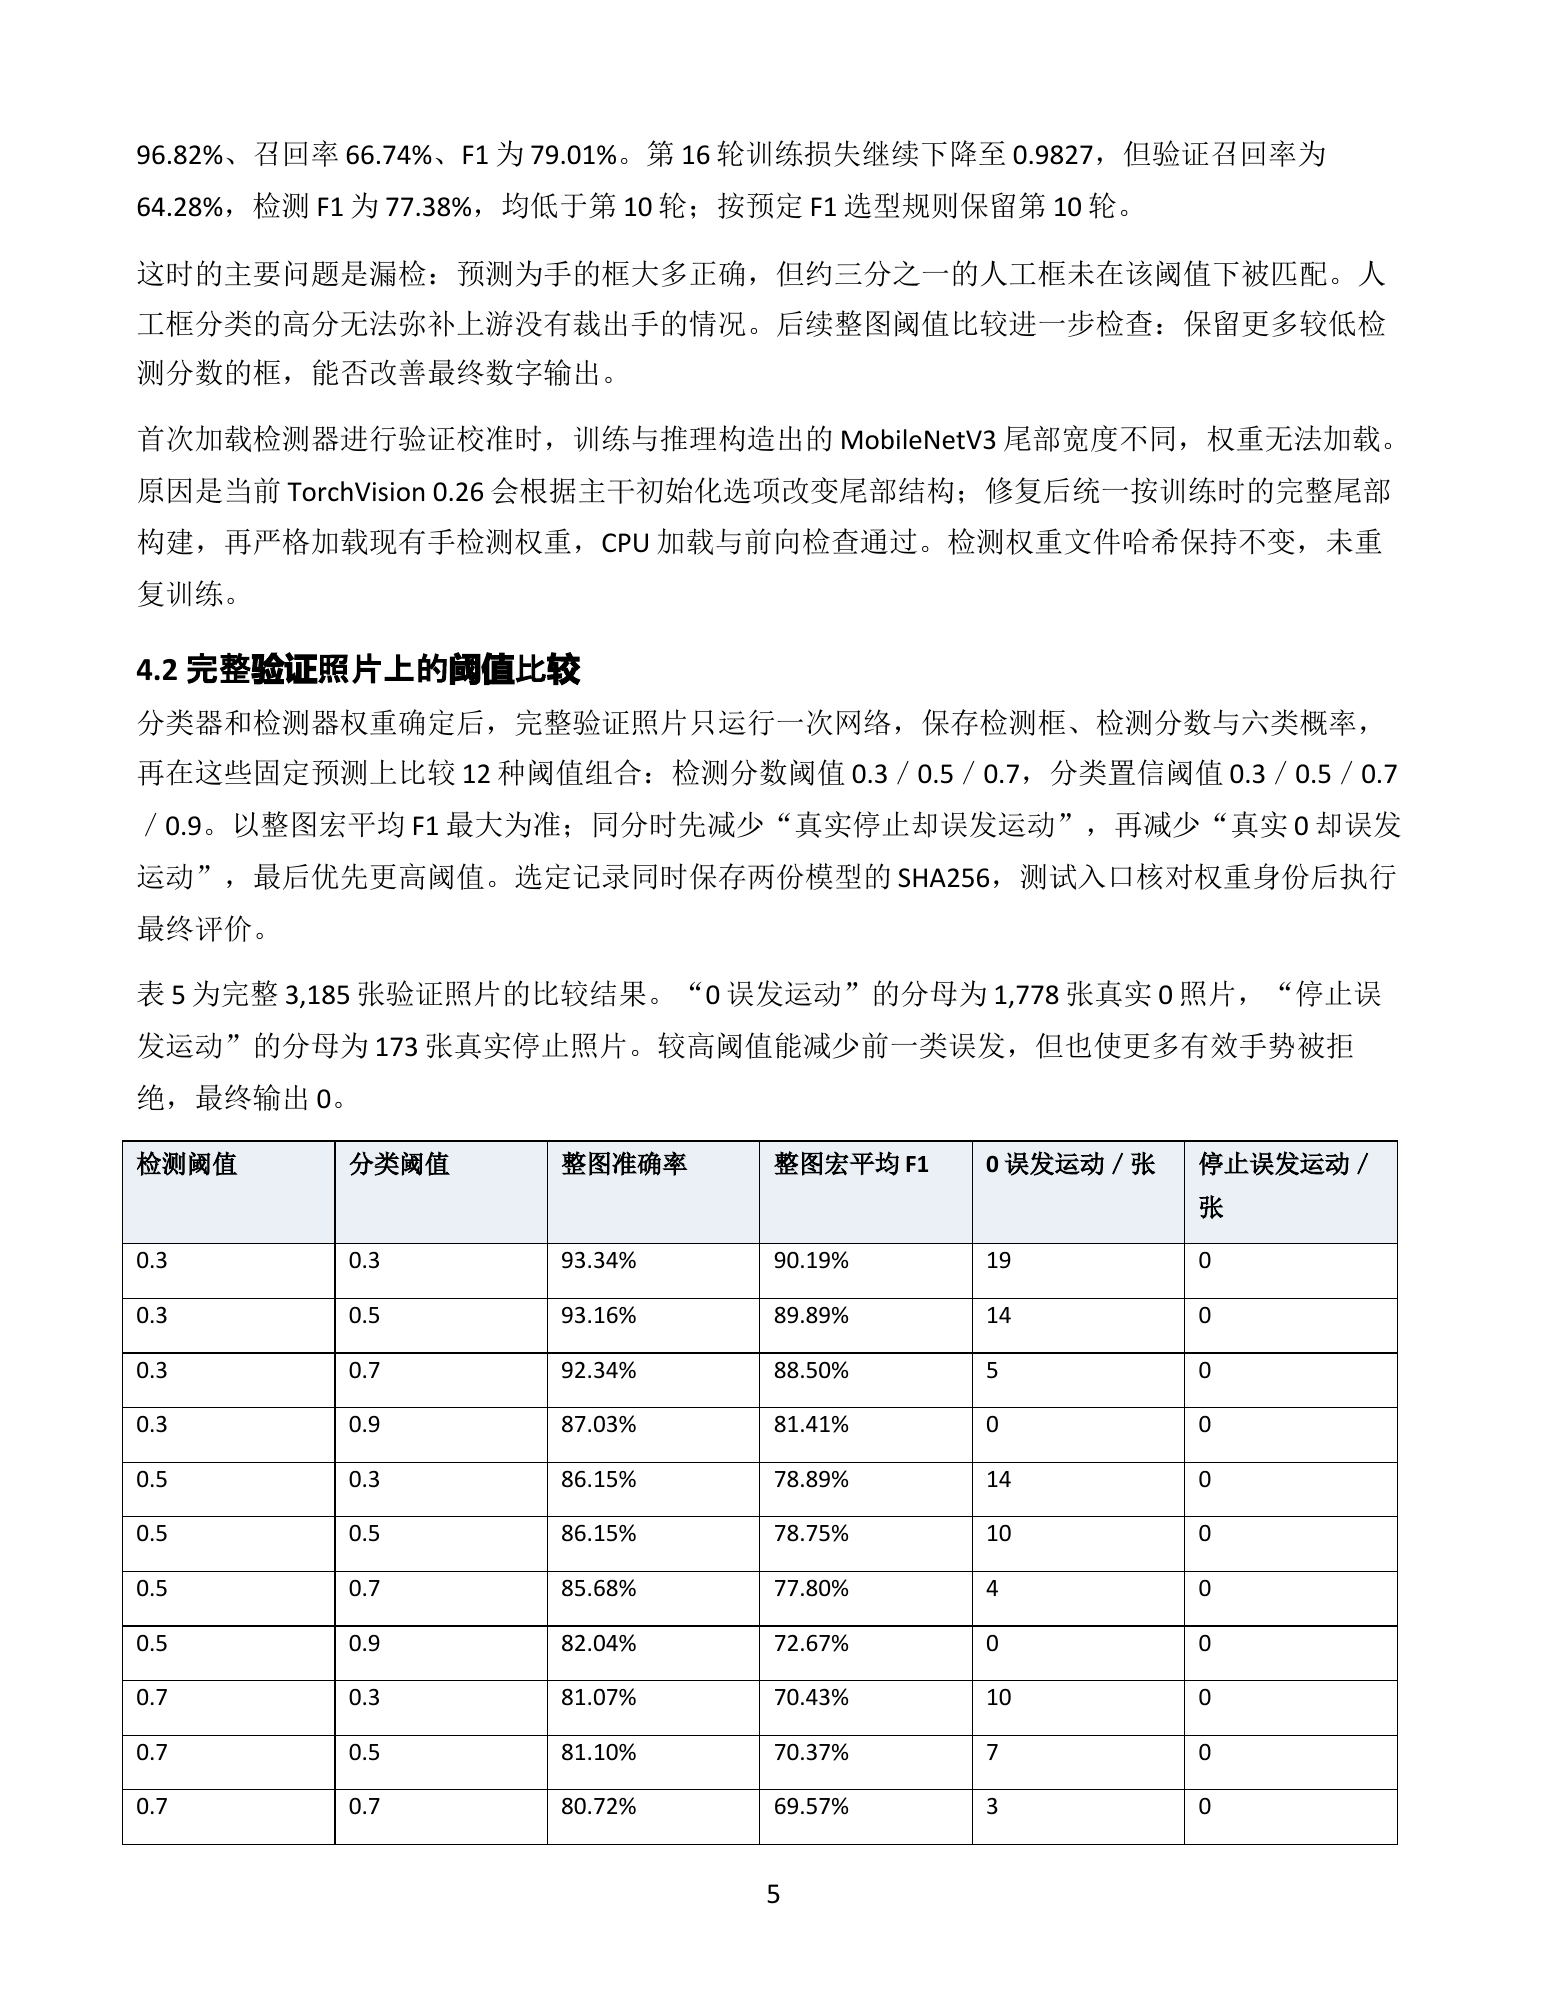 96.82%、召回率 66.74%、F1 为 79.01%。第 16 轮训练损失继续下降至 0.9827，但验证召回率为
64.28%，检测 F1 为 77.38%，均低于第 10 轮；按预定 F1 选型规则保留第 10 轮。
这时的主要问题是漏检：预测为手的框大多正确，但约三分之一的人工框未在该阈值下被匹配。人
工框分类的高分无法弥补上游没有裁出手的情况。后续整图阈值比较进一步检查：保留更多较低检
测分数的框，能否改善最终数字输出。
首次加载检测器进行验证校准时，训练与推理构造出的 MobileNetV3 尾部宽度不同，权重无法加载。
原因是当前 TorchVision 0.26 会根据主干初始化选项改变尾部结构；修复后统一按训练时的完整尾部
构建，再严格加载现有手检测权重，CPU 加载与前向检查通过。检测权重文件哈希保持不变，未重
复训练。
4.2 完整验证照片上的阈值比较
分类器和检测器权重确定后，完整验证照片只运行一次网络，保存检测框、检测分数与六类概率，
再在这些固定预测上比较 12 种阈值组合：检测分数阈值 0.3 / 0.5 / 0.7，分类置信阈值 0.3 / 0.5 / 0.7
/ 0.9。以整图宏平均 F1 最大为准；同分时先减少“真实停止却误发运动”，再减少“真实 0 却误发
运动”，最后优先更高阈值。选定记录同时保存两份模型的 SHA256，测试入口核对权重身份后执行
最终评价。
表 5 为完整 3,185 张验证照片的比较结果。“0 误发运动”的分母为 1,778 张真实 0 照片，“停止误
发运动”的分母为 173 张真实停止照片。较高阈值能减少前一类误发，但也使更多有效手势被拒
绝，最终输出 0。
检测阈值 分类阈值 整图准确率 整图宏平均 F1 0 误发运动 / 张 停止误发运动 /
张
0.3 0.3 93.34% 90.19% 19 0
0.3 0.5 93.16% 89.89% 14 0
0.3 0.7 92.34% 88.50% 5 0
0.3 0.9 87.03% 81.41% 0 0
0.5 0.3 86.15% 78.89% 14 0
0.5 0.5 86.15% 78.75% 10 0
0.5 0.7 85.68% 77.80% 4 0
0.5 0.9 82.04% 72.67% 0 0
0.7 0.3 81.07% 70.43% 10 0
0.7 0.5 81.10% 70.37% 7 0
0.7 0.7 80.72% 69.57% 3 0
5